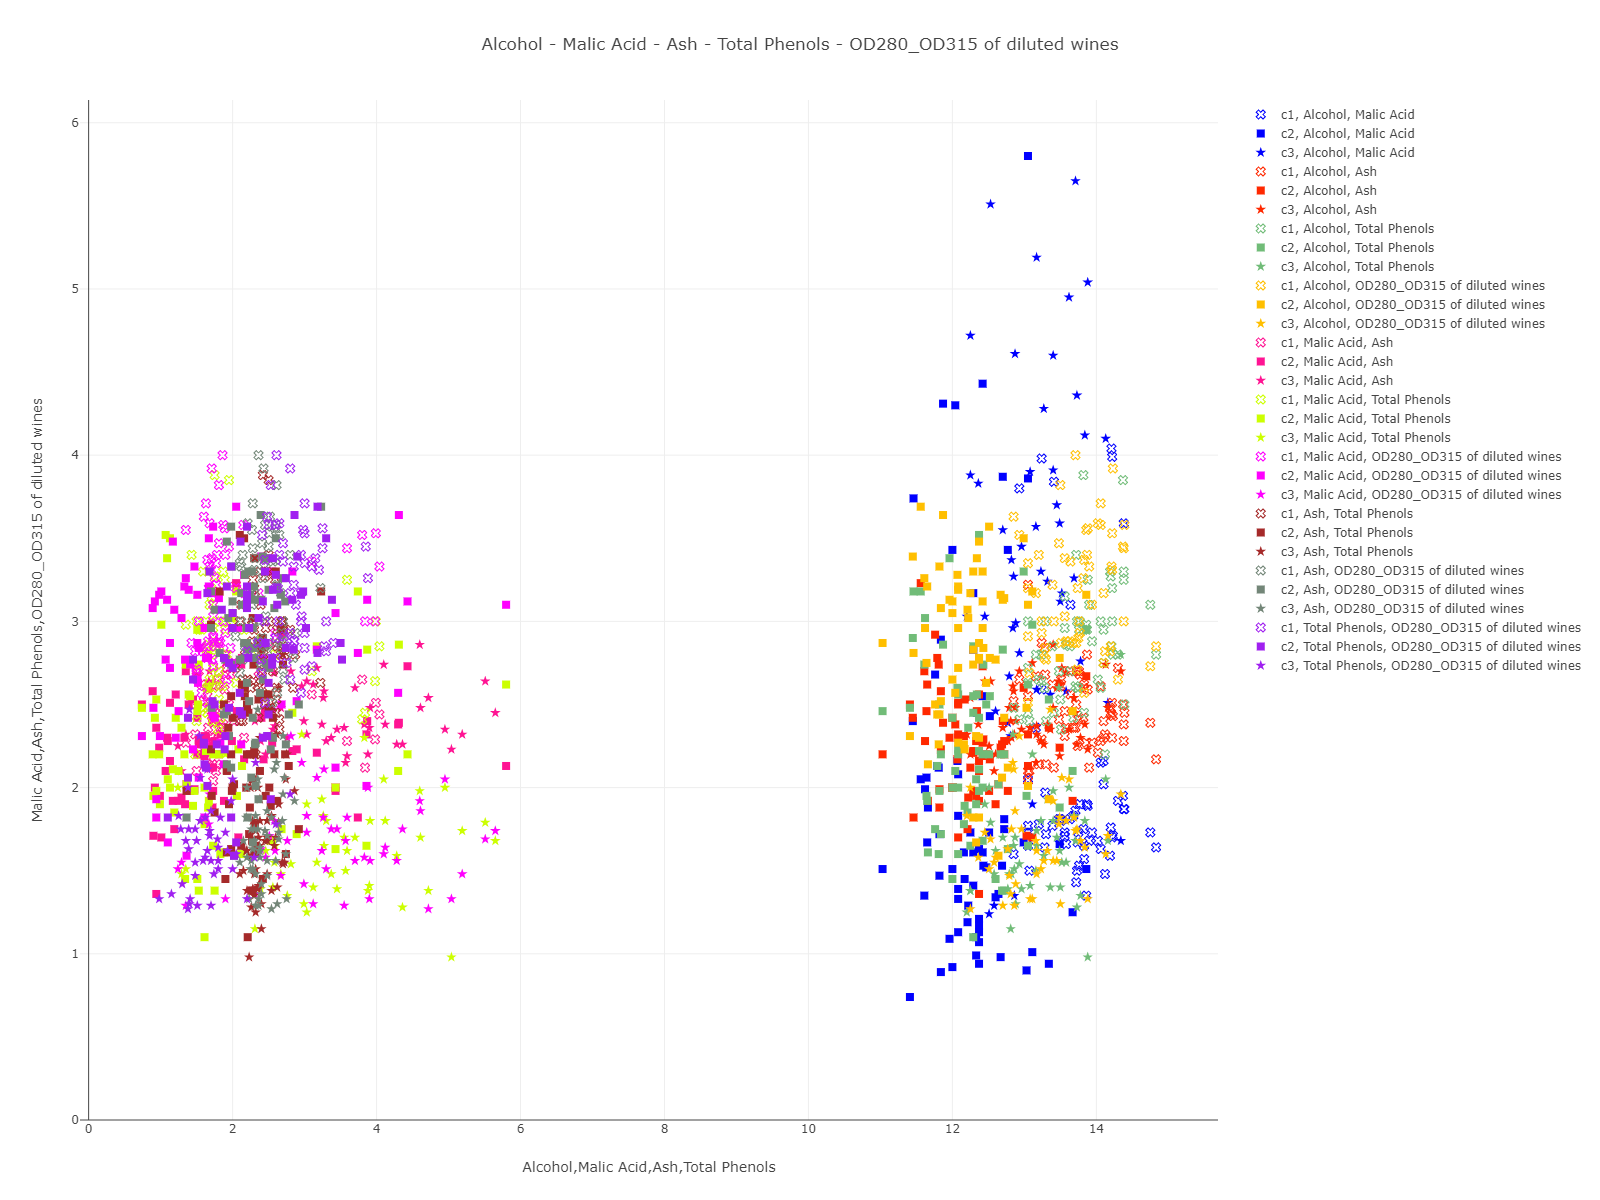 Alcohol - Malic Acid - Ash - Total Phenols - OD280_OD315 of diluted wines
Malic Acid,Ash,Total Phenols,OD280_OD315 of diluted wines
6
5
4
3
2
1
0
0 2 4 6 8 10 12 14
Alcohol,Malic Acid,Ash,Total Phenols
c1, Alcohol, Malic Acid
c2, Alcohol, Malic Acid
c3, Alcohol, Malic Acid
c1, Alcohol, Ash
c2, Alcohol, Ash
c3, Alcohol, Ash
c1, Alcohol, Total Phenols
c2, Alcohol, Total Phenols
c3, Alcohol, Total Phenols
c1, Alcohol, OD280_OD315 of diluted wines
c2, Alcohol, OD280_OD315 of diluted wines
c3, Alcohol, OD280_OD315 of diluted wines
c1, Malic Acid, Ash
c2, Malic Acid, Ash
c3, Malic Acid, Ash
c1, Malic Acid, Total Phenols
c2, Malic Acid, Total Phenols
c3, Malic Acid, Total Phenols
c1, Malic Acid, OD280_OD315 of diluted wines
c2, Malic Acid, OD280_OD315 of diluted wines
c3, Malic Acid, OD280_OD315 of diluted wines
c1, Ash, Total Phenols
c2, Ash, Total Phenols
c3, Ash, Total Phenols
c1, Ash, OD280_OD315 of diluted wines
c2, Ash, OD280_OD315 of diluted wines
c3, Ash, OD280_OD315 of diluted wines
c1, Total Phenols, OD280_OD315 of diluted wines
c2, Total Phenols, OD280_OD315 of diluted wines
c3, Total Phenols, OD280_OD315 of diluted wines